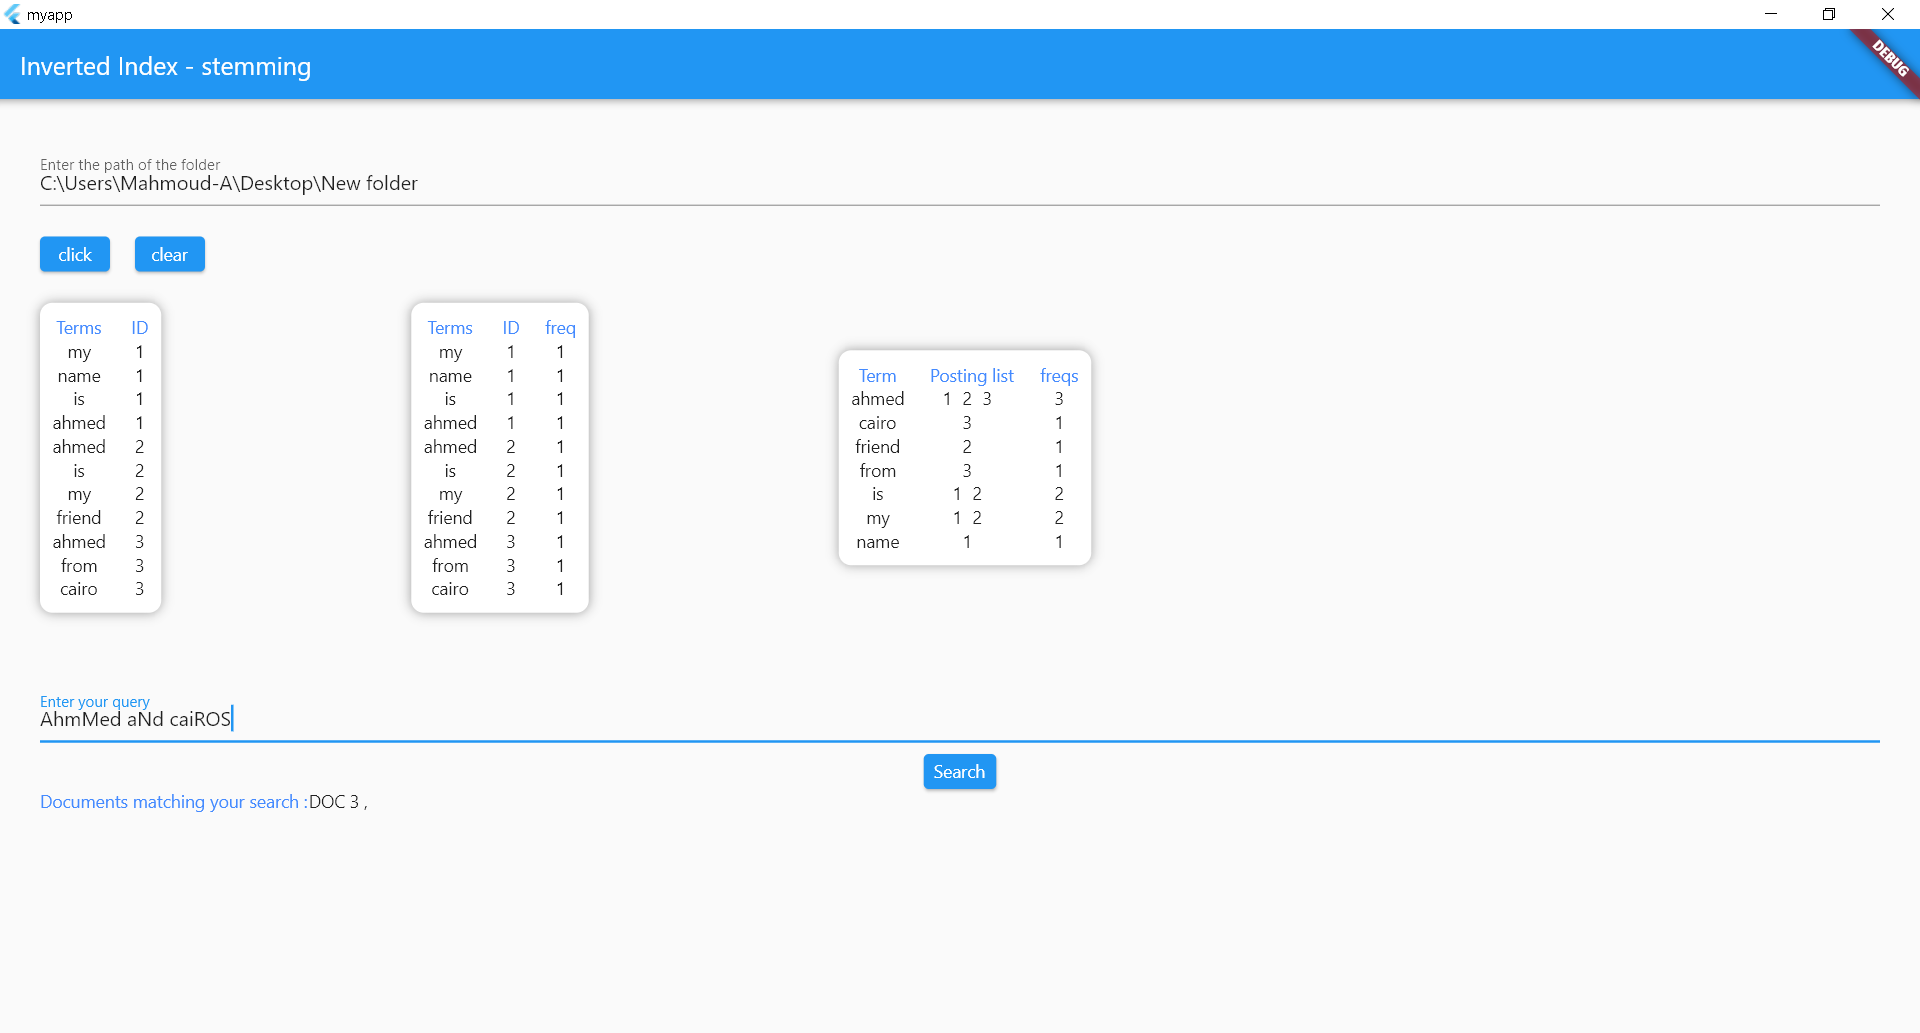 myapp
Inverted Index - stemming
DEBUG
Enter the path of the folder
C:\Users\Mahmoud-A\Desktop\New folder
click clear
Terms ID
my 1
name 1
is 1
ahmed 1
ahmed 2
is 2
my 2
friend 2
ahmed 3
from 3
cairo 3
Terms ID freq
my 1 1
name 1 1
is 1 1
ahmed 1 1
ahmed 2 1
is 2 1
my 2 1
friend 2 1
ahmed 3 1
from 3 1
cairo 3 1
Term Posting list freqs
ahmed 1 2 3 3
cairo 3 1
friend 2 1
from 3 1
is 1 2 2
my 1 2 2
name 1 1
Enter your query
AhmMed aNd caiROS
Search
Documents matching your search :DOC 3 ,